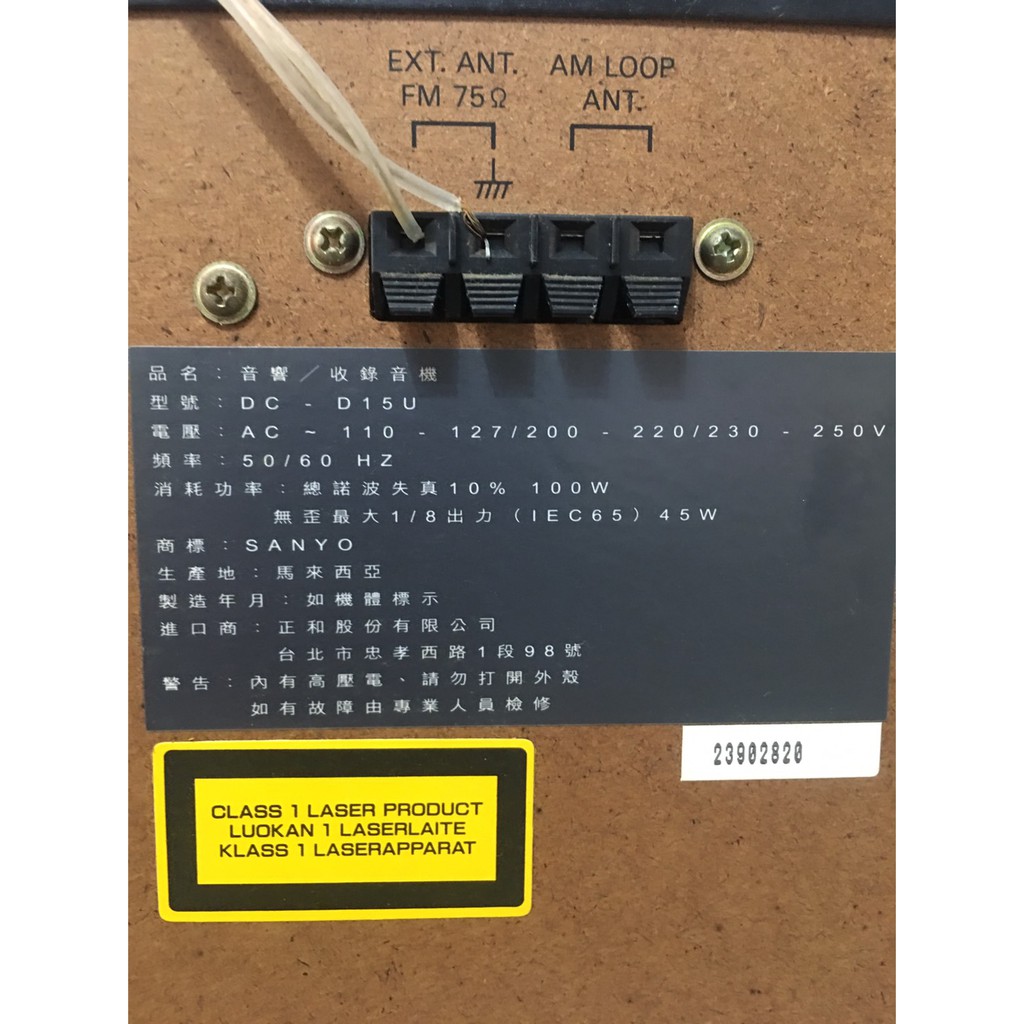 EXT. ANT. AM LOOP
FM 75Ω ANT.
品名：音響／收錄音機
型號：DC - D15U
電壓：AC ~ 110 - 127/200 - 220/230 - 250V
頻率：50/60 HZ
消耗功率：總諾波失真10% 100W
無歪最大1/8出力（IEC65）45W
商標：SANYO
生產地：馬來西亞
製造年月：如機體標示
進口商：正和股份有限公司
台北市忠孝西路1段98號
警告：內有高壓電、請勿打開外殼
如有故障由專業人員檢修
23902820
CLASS 1 LASER PRODUCT
LUOKAN 1 LASERLAITE
KLASS 1 LASERAPPARAT